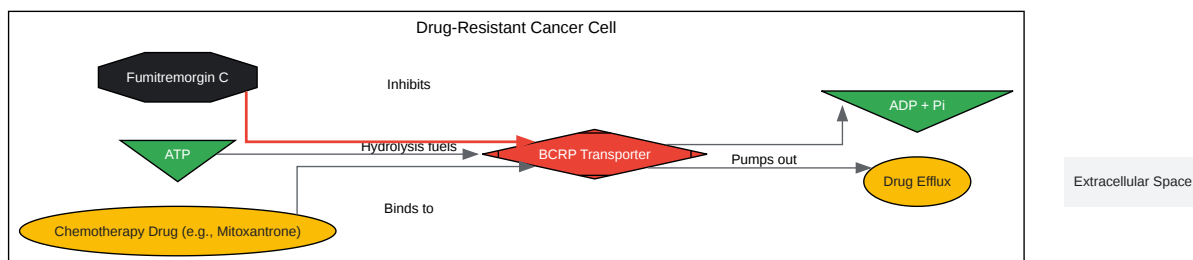 Drug-Resistant Cancer Cell
Fumitremorgin C
Inhibits
ADP + Pi
Hydrolysis fuels
ATP
BCRP Transporter
Pumps out
Drug Efflux
Extracellular Space
Binds to
Chemotherapy Drug (e.g., Mitoxantrone)